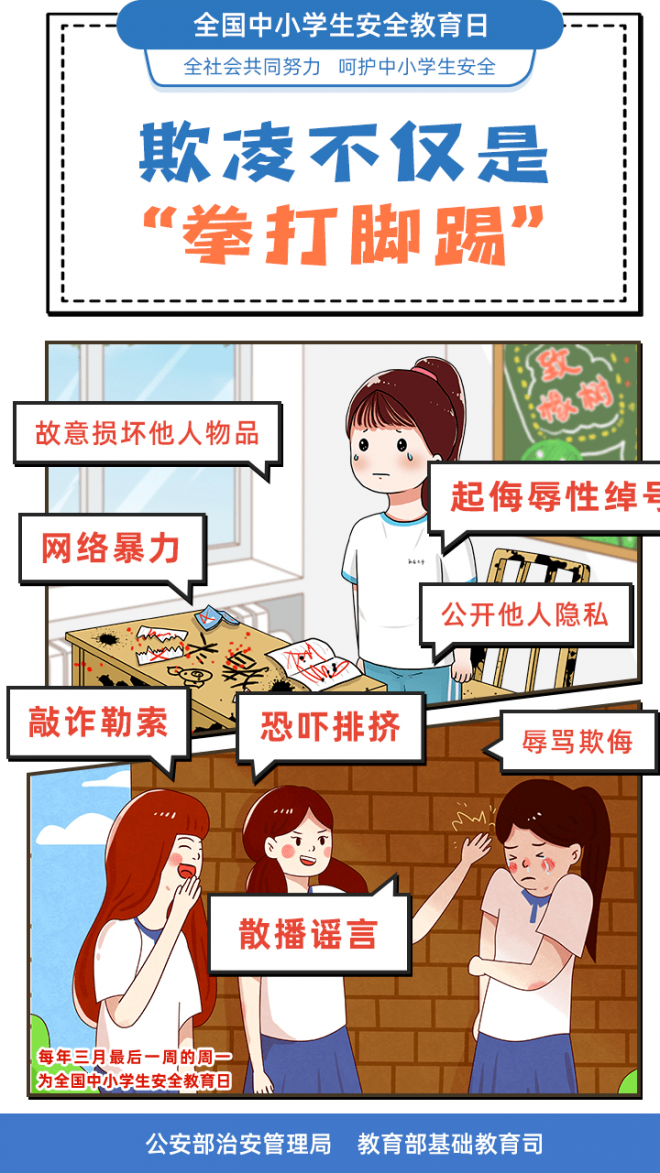 全国中小学生安全教育日
全社会共同努力 呵护中小学生安全
欺凌不仅是
“拳打脚踢”
致
橡树
故意损坏他人物品
起侮辱性绰号
网络暴力
公开他人隐私
敲诈勒索
恐吓排挤
辱骂欺侮
散播谣言
每年三月最后一周的周一
为全国中小学生安全教育日
公安部治安管理局 教育部基础教育司